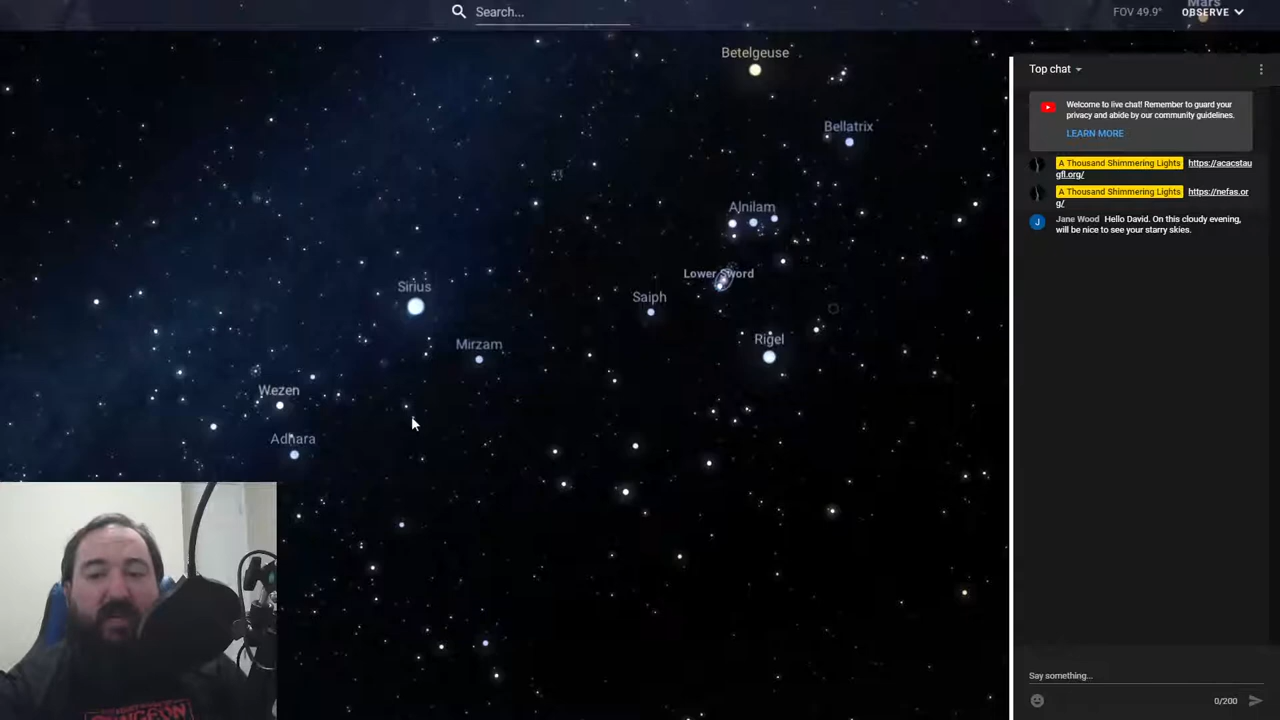 Mars
Search...
FOV 49.9°
OBSERVE
Betelgeuse
Bellatrix
Alnilam
Lower Sword
Saiph
Sirius
Rigel
Mirzam
Wezen
Adhara
Top chat
Welcome to live chat! Remember to guard your
privacy and abide by our community guidelines.
LEARN MORE
A Thousand Shimmering Lights https://acacstau
gfl.org/
A Thousand Shimmering Lights https://nefas.or
g/
J Jane Wood Hello David. On this cloudy evening,
will be nice to see your starry skies.
Say something...
0/200
DUNGEON